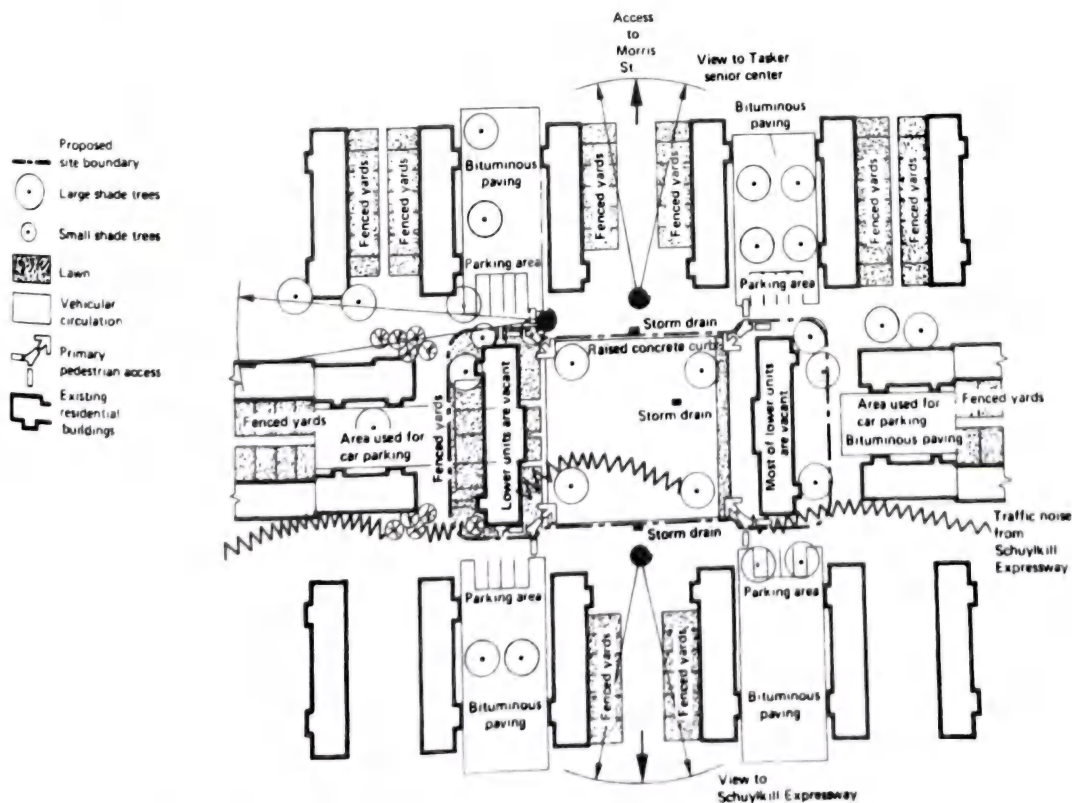 Access
to
Morris
St.
View to Tasker
senior center
Bituminous
paving
Proposed
site boundary
Large shade trees
Small shade trees
Lawn
Vehicular
circulation
Primary
pedestrian access
Existing
residential
buildings
Fenced yards
Fenced yards
Bituminous
paving
Parking area
Fenced yards
Fenced yards
Parking area
Fenced yards
Fenced yards
Storm drain
Raised concrete curb
Storm drain
Fenced yards
Area used for
car parking
Fenced yards
Lower units are vacant
Most of lower units
are vacant
Area used for
car parking
Bituminous paving
Fenced yards
Storm drain
Traffic noise
from
Schuylkill
Expressway
Parking area
Bituminous
paving
Fenced yards
Fenced yards
Parking area
Bituminous
paving
View to
Schuylkill Expressway